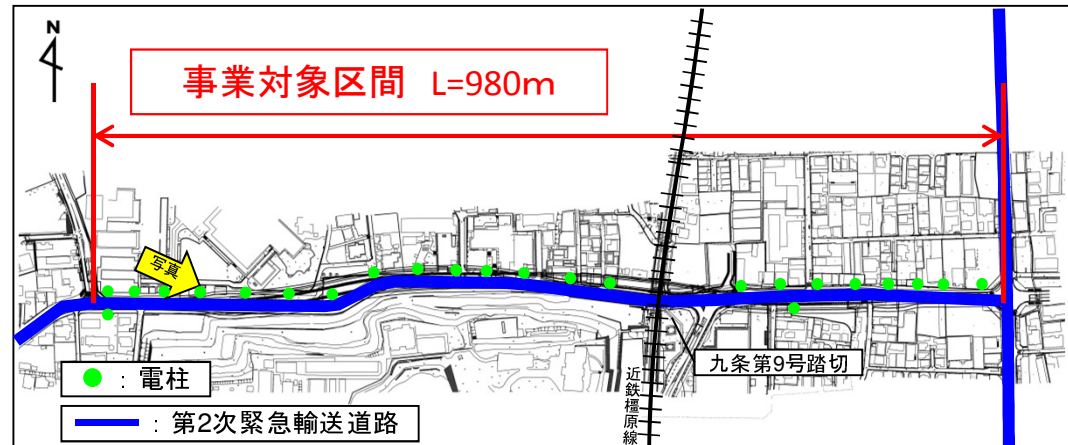 N
事業対象区間 L=980m
写真
九条第9号踏切
近鉄橿原線
：電柱
：第2次緊急輸送道路